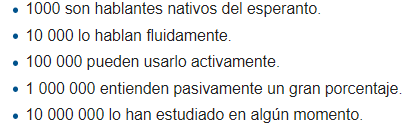 • 1000 son hablantes nativos del esperanto.
• 10 000 lo hablan fluidamente.
• 100 000 pueden usarlo activamente.
• 1 000 000 entienden pasivamente un gran porcentaje.
• 10 000 000 lo han estudiado en algún momento.